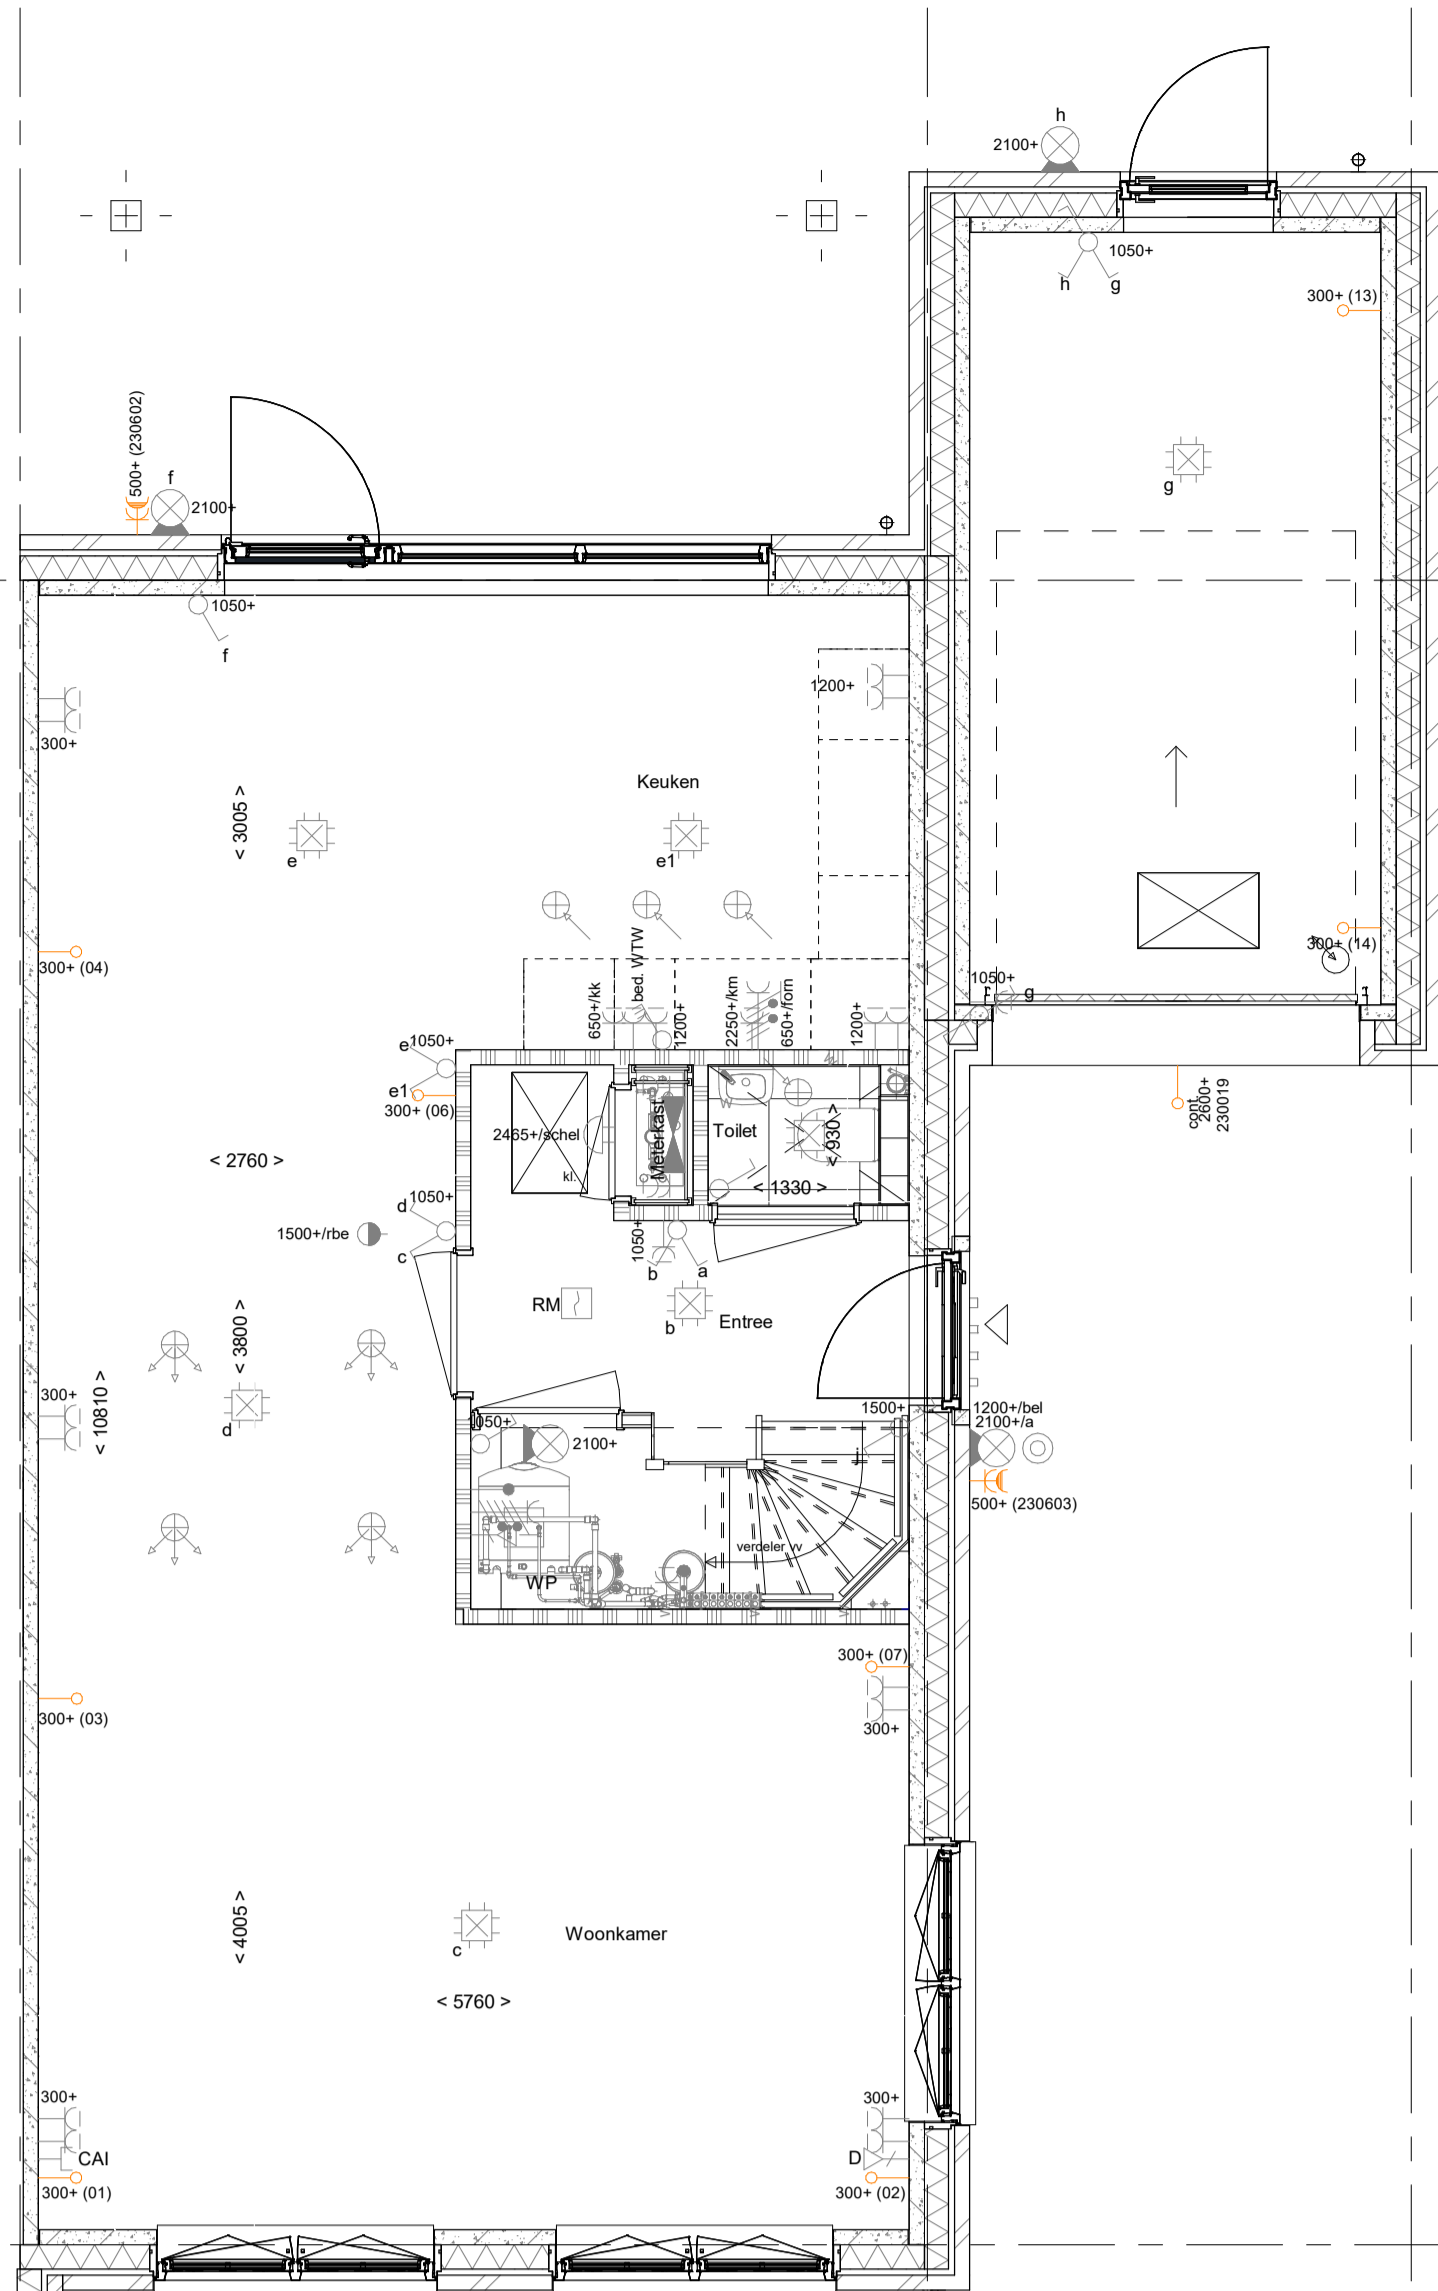 h
2100+
1050+
h
g
300+ (13)
500+ (230602)
f
2100+
g
1050+
f
1200+
300+
Keuken
< 3005 >
e
e1
bed. WTW
300+ (04)
300+ (14)
1050+
g
650+/kk
1200+
2250+/km
650+/forn
1200+
e
1050+
e1
300+ (06)
2465+/schel
kl.
Meterkast
Toilet
< 930 >
< 1330 >
cont.
2600+
230019
< 2760 >
d
1050+
1500+/rbe
c
1050+
b
a
RM
b
Entree
< 3800 >
300+
< 10810 >
d
1050+
2100+
1500+
j
1200+/bel
2100+/a
500+ (230603)
verdeler vv
WP
300+ (07)
300+
300+ (03)
< 4005 >
c
Woonkamer
< 5760 >
300+
300+
CAI
D
300+ (01)
300+ (02)